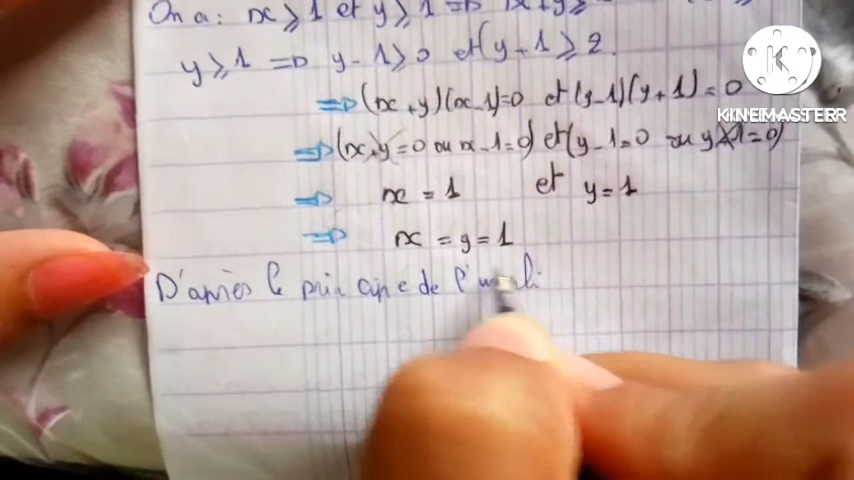 On a : x ⩾ 1 et y ⩾ 1 ⇒ x + y ⩾
y ⩾ 1 ⇒ y - 1 ⩾ 0 et (y + 1 ⩾ 2.
⇒ (x + y)(x - 1) = 0 et (y - 1)(y + 1) = 0
⇒ (x + y = 0 ou x - 1 = 0) et (y - 1 = 0 ou y + 1 = 0)
⇒ x = 1 et y = 1
⇒ x = y = 1
D'après le principe de l'
KINEMASTER